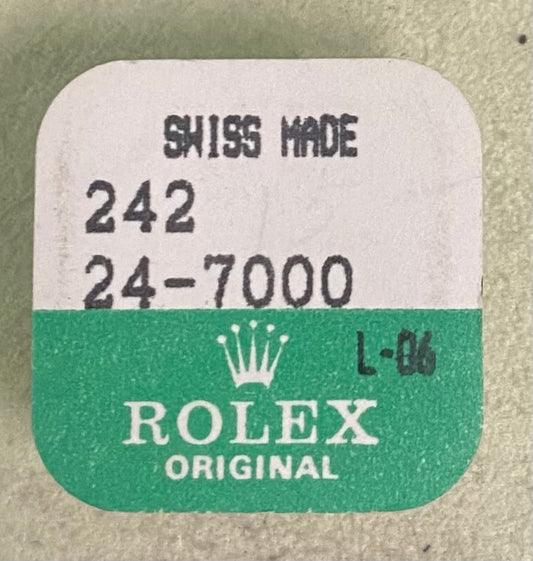 SWISS MADE
242
24-7000
L-06
ROLEX
ORIGINAL